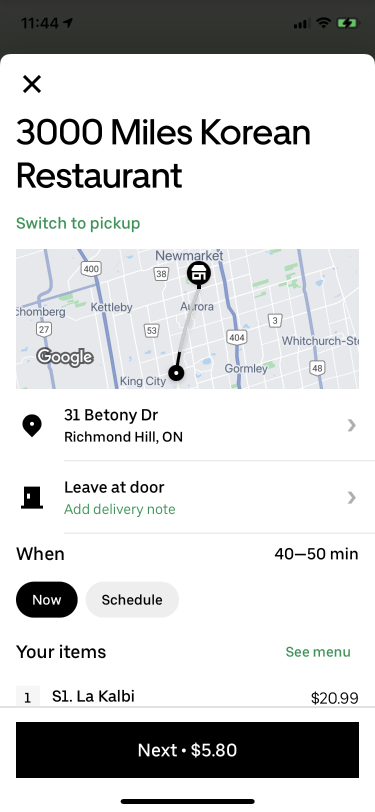 11:44
3000 Miles Korean
Restaurant
Switch to pickup
Newmarket
400
38
chomberg
Kettleby
Aurora
27
53
3
404
Whitchurch-Sto
Google
King City
Gormley
48
31 Betony Dr
Richmond Hill, ON
Leave at door
Add delivery note
When
40–50 min
Now
Schedule
Your items
See menu
1
S1. La Kalbi
$20.99
Next • $5.80